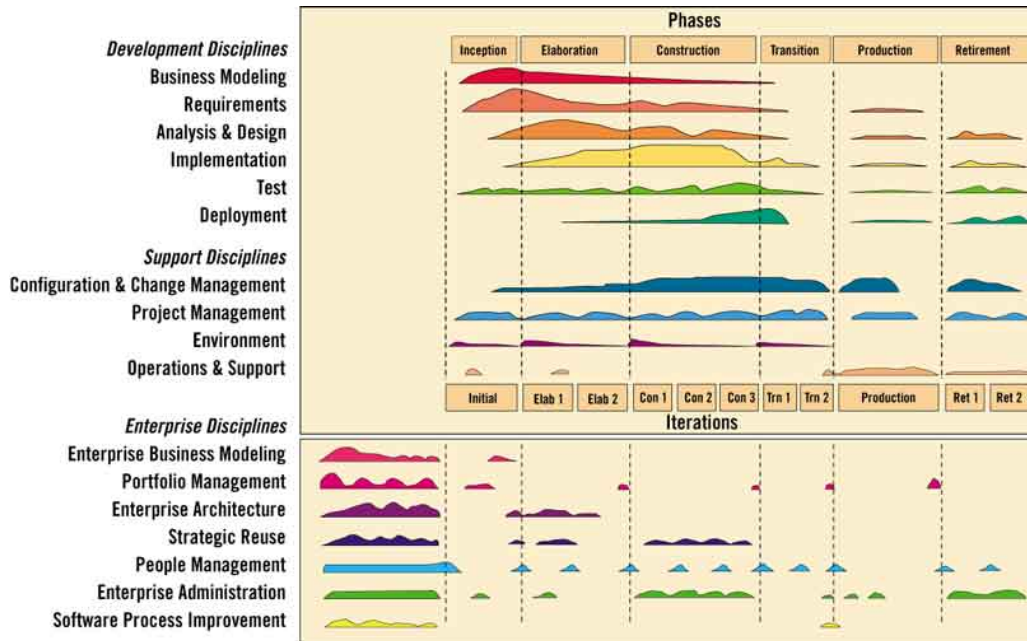 Phases
Development Disciplines
Inception Elaboration Construction Transition Production Retirement
Business Modeling
Requirements
Analysis & Design
Implementation
Test
Deployment
Support Disciplines
Configuration & Change Management
Project Management
Environment
Operations & Support
Initial Elab 1 Elab 2 Con 1 Con 2 Con 3 Trn 1 Trn 2 Production Ret 1 Ret 2
Iterations
Enterprise Disciplines
Enterprise Business Modeling
Portfolio Management
Enterprise Architecture
Strategic Reuse
People Management
Enterprise Administration
Software Process Improvement